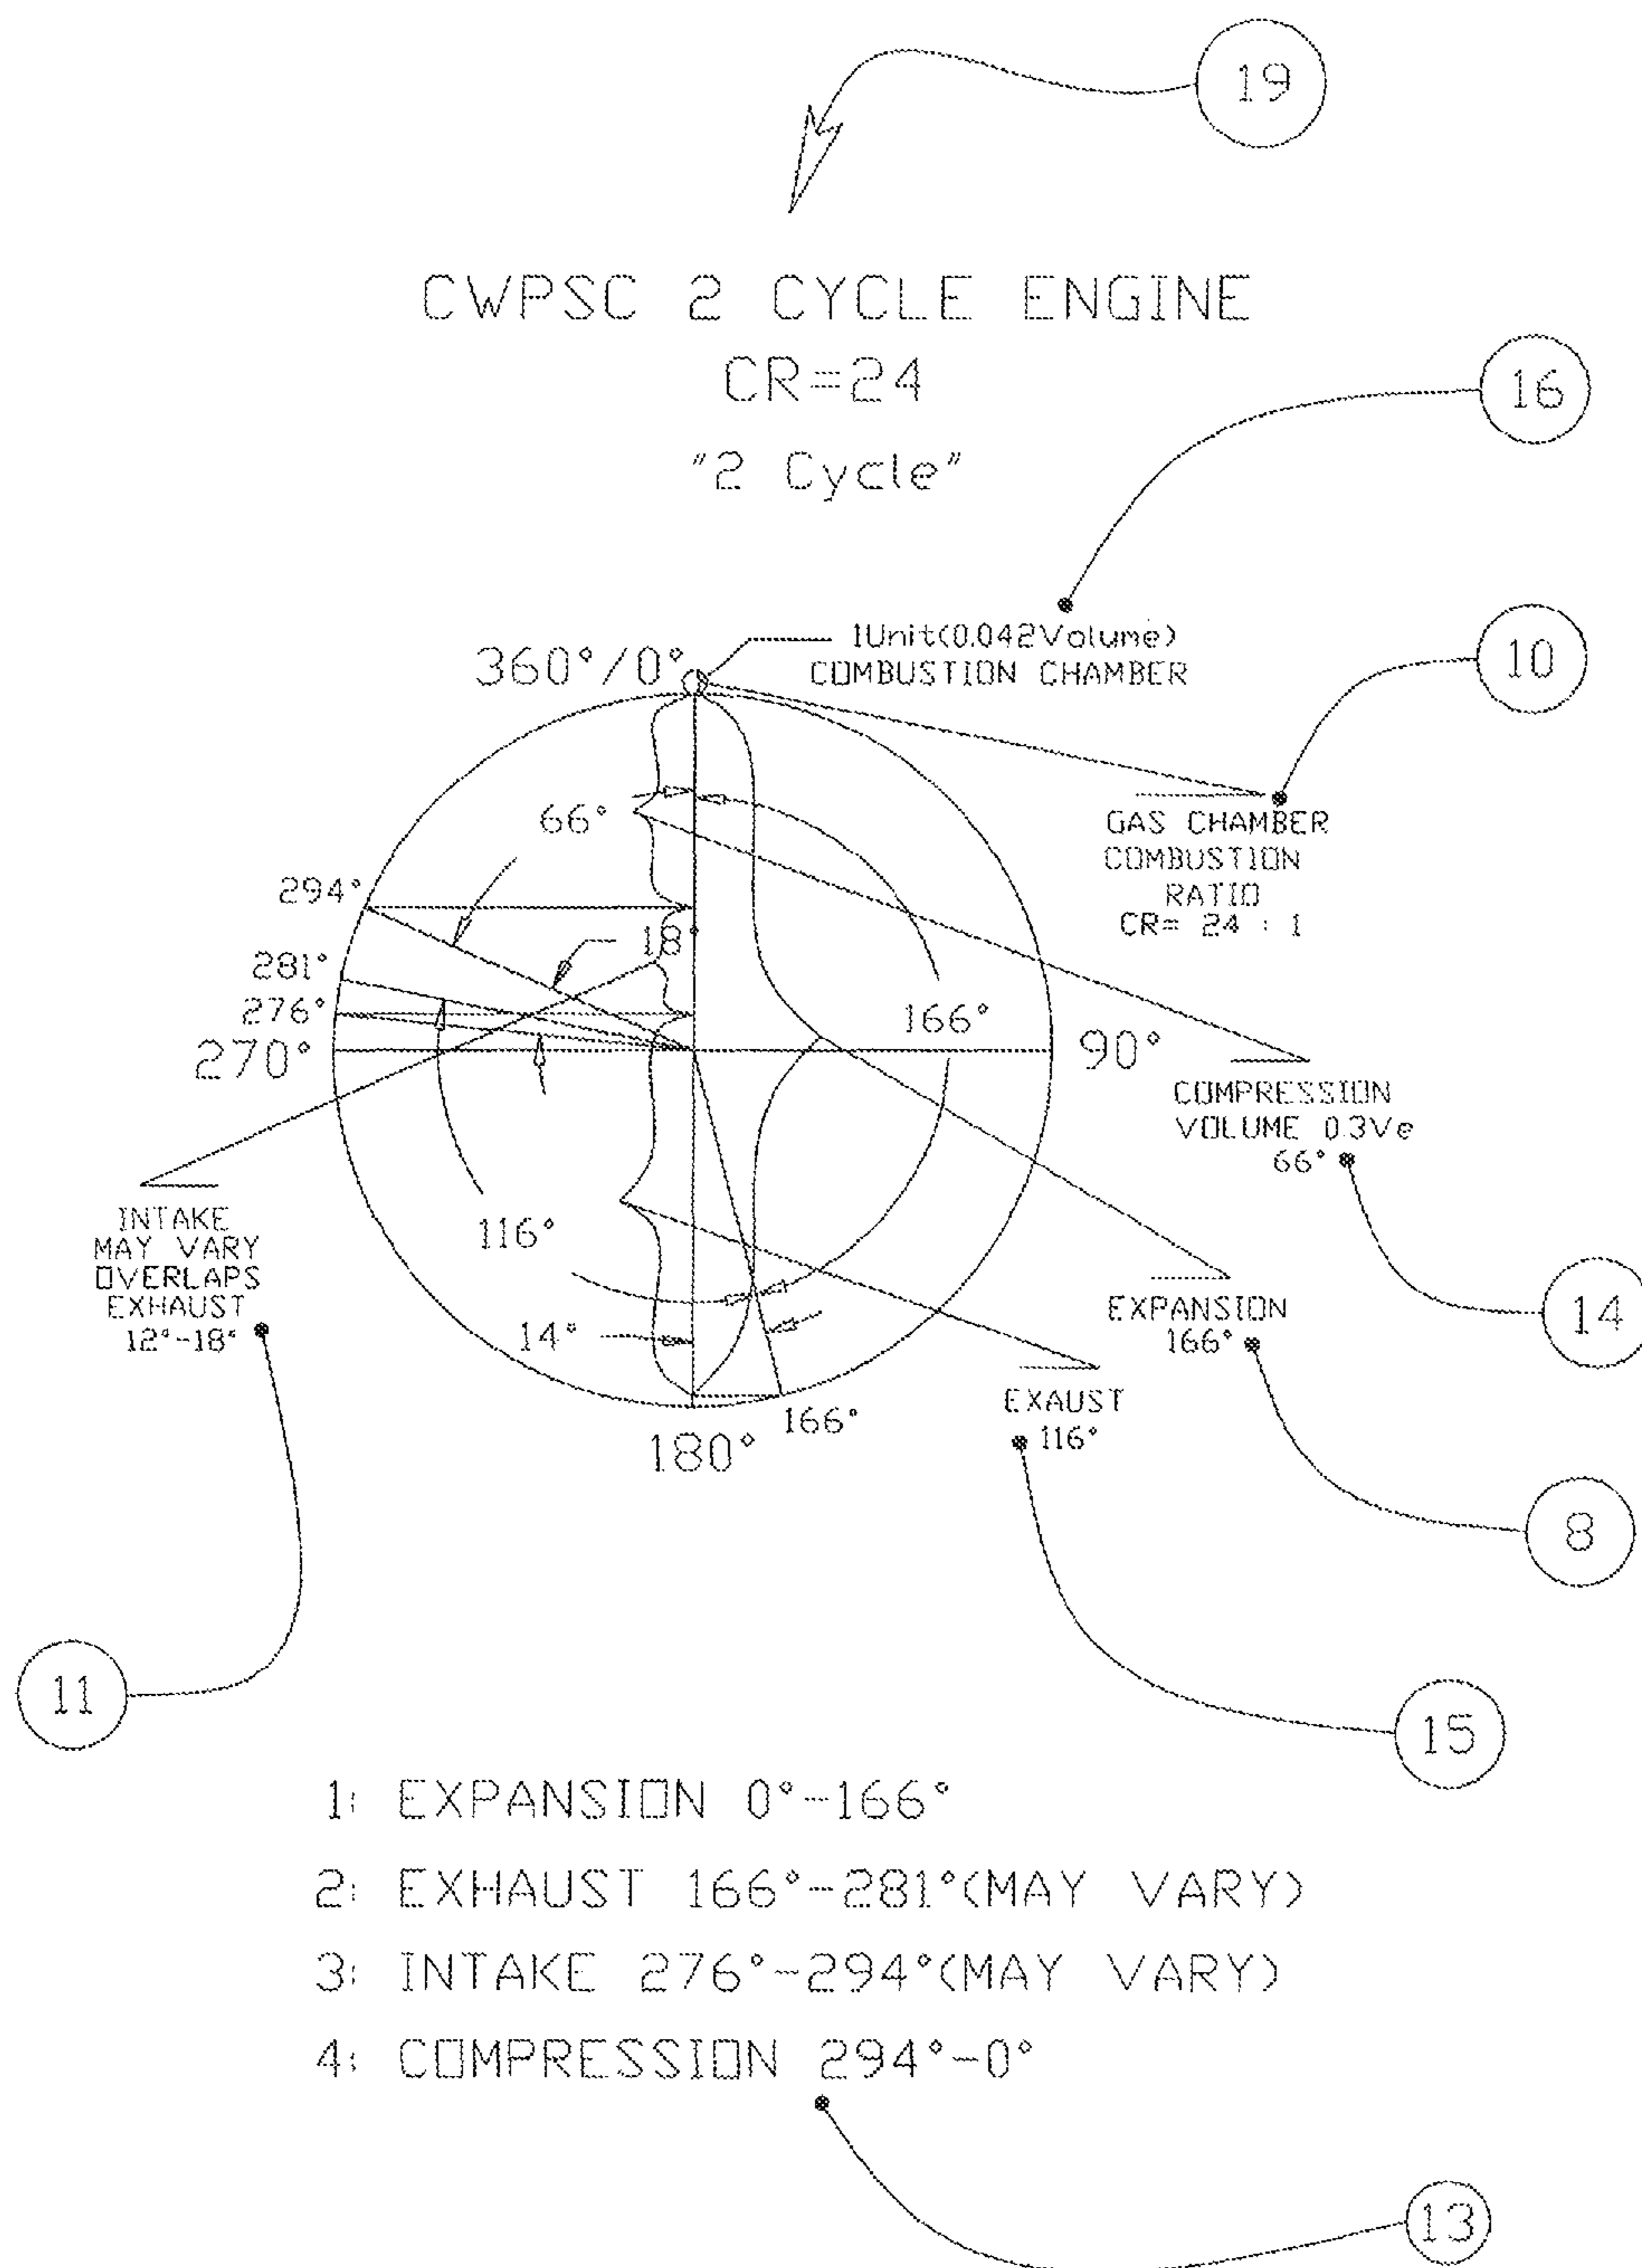 19
CWPSC 2 CYCLE ENGINE
CR=24
"2 Cycle"
16
1Unit(0.042Volume)
COMBUSTION CHAMBER
10
360°/0°
GAS CHAMBER
COMBUSTION
RATIO
CR= 24 : 1
66°
294°
18°
281°
276°
166°
270°
90°
COMPRESSION
VOLUME 0.3Ve
66°
14
INTAKE
MAY VARY
OVERLAPS
EXHAUST
12°-18°
116°
EXPANSION
166°
14°
EXAUST
116°
166°
180°
8
11
15
1: EXPANSION 0°-166°
2: EXHAUST 166°-281°(MAY VARY)
3: INTAKE 276°-294°(MAY VARY)
4: COMPRESSION 294°-0°
13